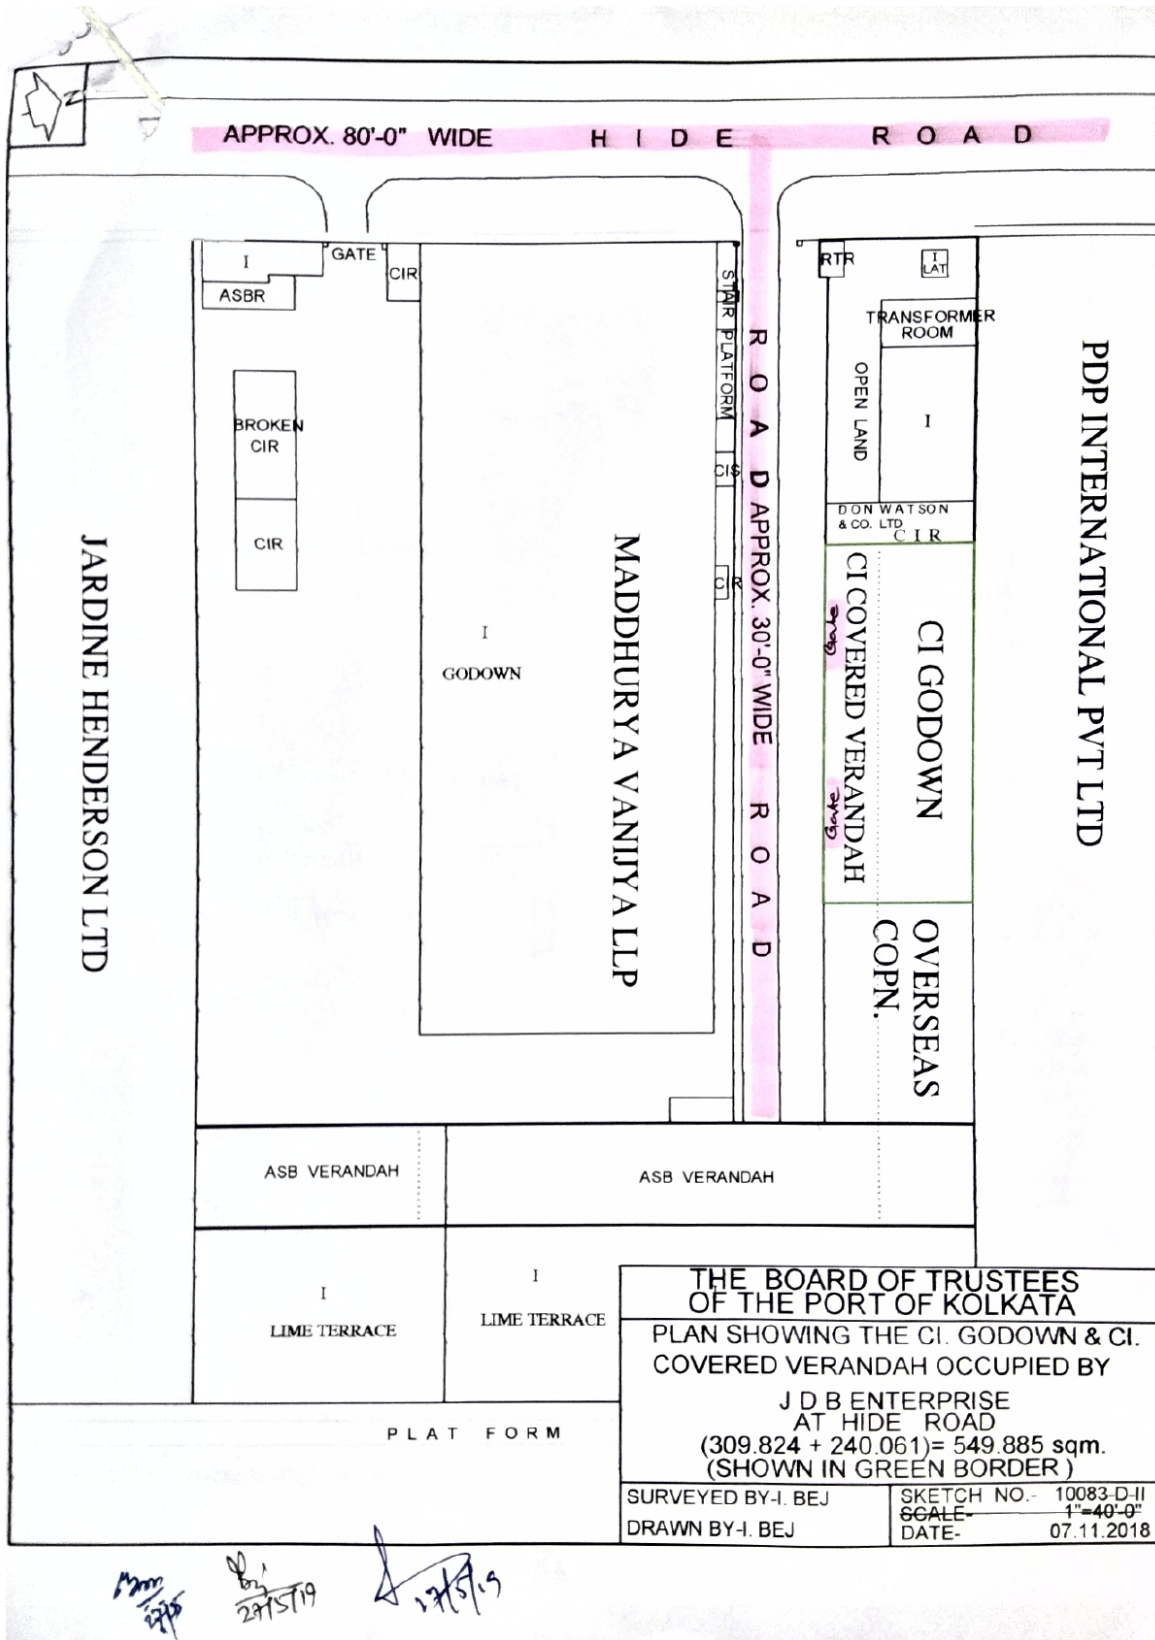 N
APPROX. 80'-0" WIDE HIDE ROAD
GATE
I
ASBR
CIR
STAIR PLATFORM
RTR
I
LAT
TRANSFORMER
ROOM
OPEN LAND
I
BROKEN
CIR
CIR
CIS
CIR
ROAD APPROX. 30'-0" WIDE ROAD
DON WATSON
& CO. LTD
CIR
JARDINE HENDERSON LTD
I
GODOWN
MADDHURYA VANIJYA LLP
Gate
Gate
CI COVERED VERANDAH
CI GODOWN
PDP INTERNATIONAL PVT LTD
OVERSEAS
COPN.
ASB VERANDAH
ASB VERANDAH
I
LIME TERRACE
I
LIME TERRACE
PLAT FORM
THE BOARD OF TRUSTEES
OF THE PORT OF KOLKATA
PLAN SHOWING THE CI. GODOWN & CI.
COVERED VERANDAH OCCUPIED BY
J D B ENTERPRISE
AT HIDE ROAD
(309.824 + 240.061)= 549.885 sqm.
(SHOWN IN GREEN BORDER )
SURVEYED BY-I. BEJ
DRAWN BY-I. BEJ
SKETCH NO.- 10083-D-II
SCALE- 1"=40'-0"
DATE- 07.11.2018
27/5
27/5/19
27/5/19